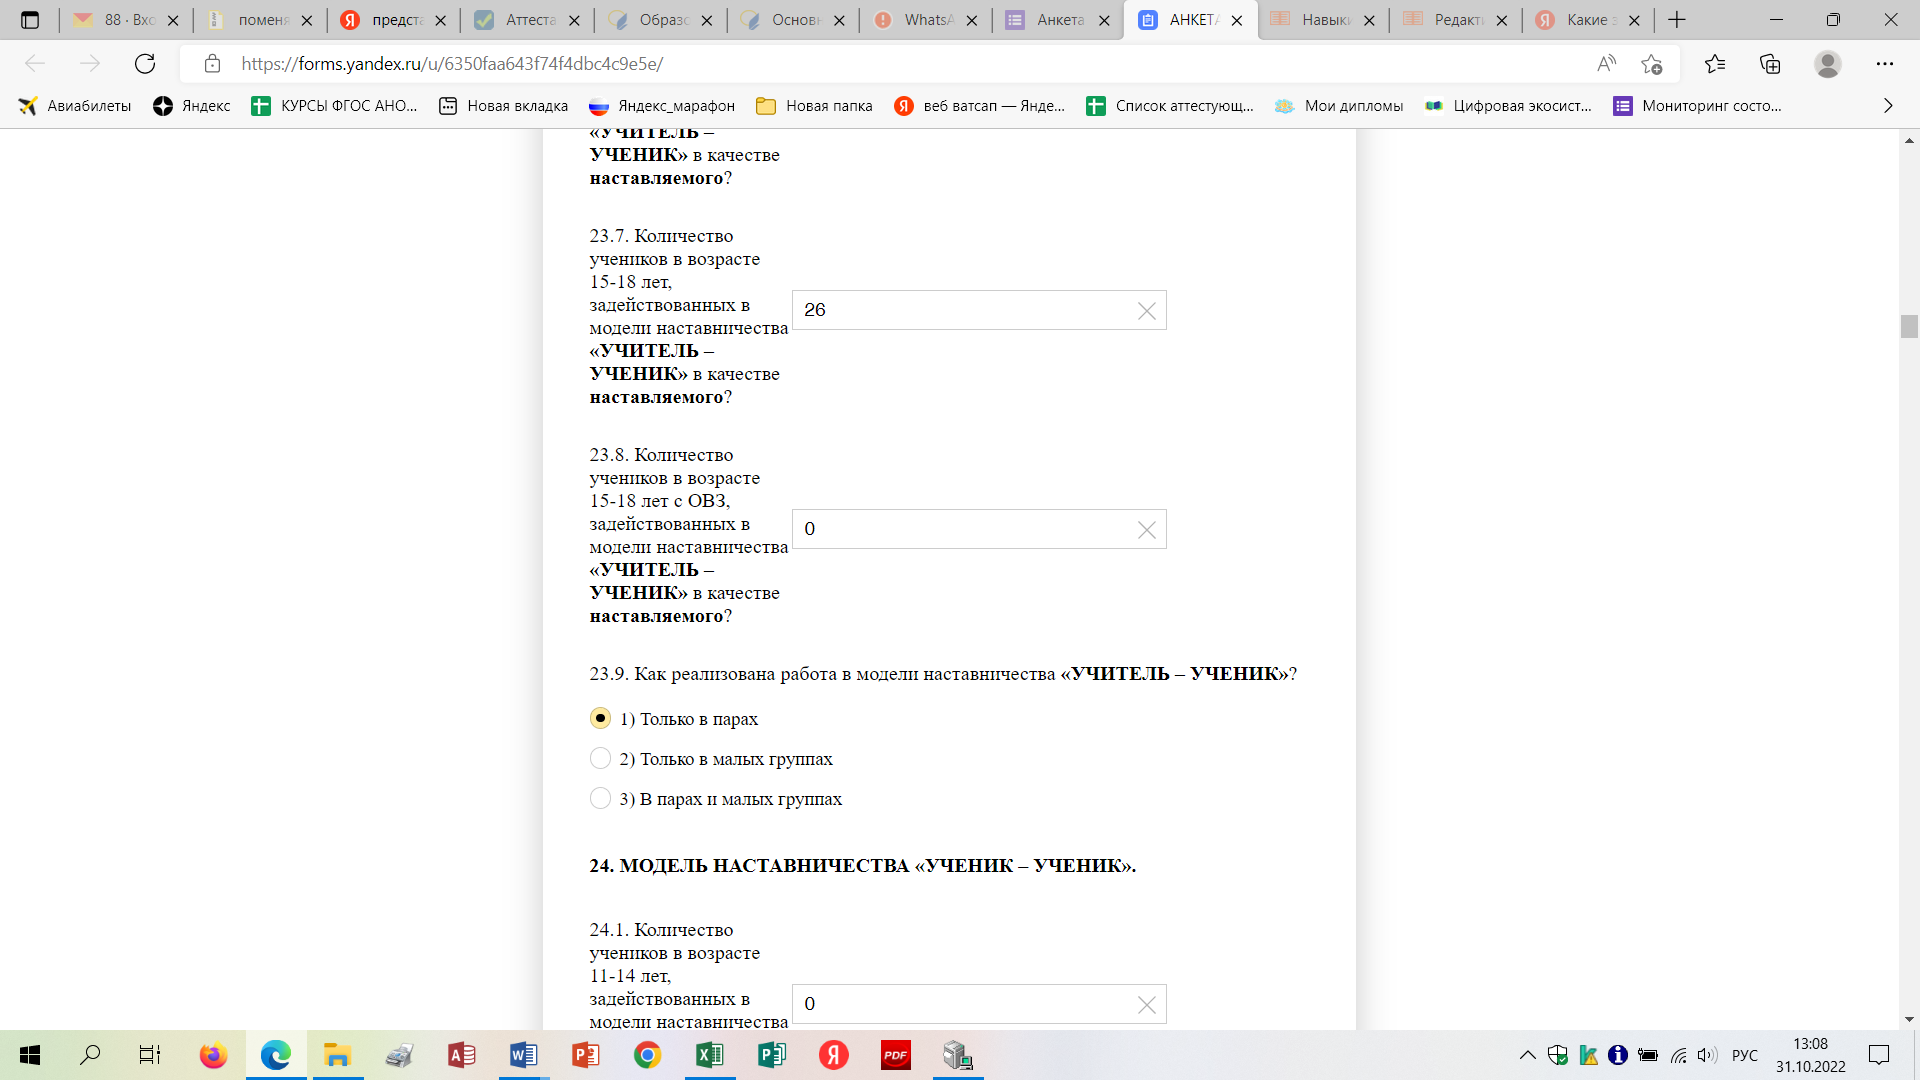 88 · Вхо
поменя
предста
Аттеста
Образо
Основн
WhatsA
Анкета
АНКЕТА
Навыки
Редакти
Какие з
https://forms.yandex.ru/u/6350faa643f74f4dbc4c9e5e/
Авиабилеты
Яндекс
КУРСЫ ФГОС АНО...
Новая вкладка
Яндекс_марафон
Новая папка
веб ватсап — Янде...
Список аттестующ...
Мои дипломы
Цифровая экосист...
Мониторинг состо...
«УЧИТЕЛЬ –
УЧЕНИК» в качестве
наставляемого?
23.7. Количество
учеников в возрасте
15-18 лет,
задействованных в
модели наставничества
«УЧИТЕЛЬ –
УЧЕНИК» в качестве
наставляемого?
26
23.8. Количество
учеников в возрасте
15-18 лет с ОВЗ,
задействованных в
модели наставничества
«УЧИТЕЛЬ –
УЧЕНИК» в качестве
наставляемого?
0
23.9. Как реализована работа в модели наставничества «УЧИТЕЛЬ – УЧЕНИК»?
1) Только в парах
2) Только в малых группах
3) В парах и малых группах
24. МОДЕЛЬ НАСТАВНИЧЕСТВА «УЧЕНИК – УЧЕНИК».
24.1. Количество
учеников в возрасте
11-14 лет,
задействованных в
модели наставничества
0
PDF
РУС
13:08
31.10.2022